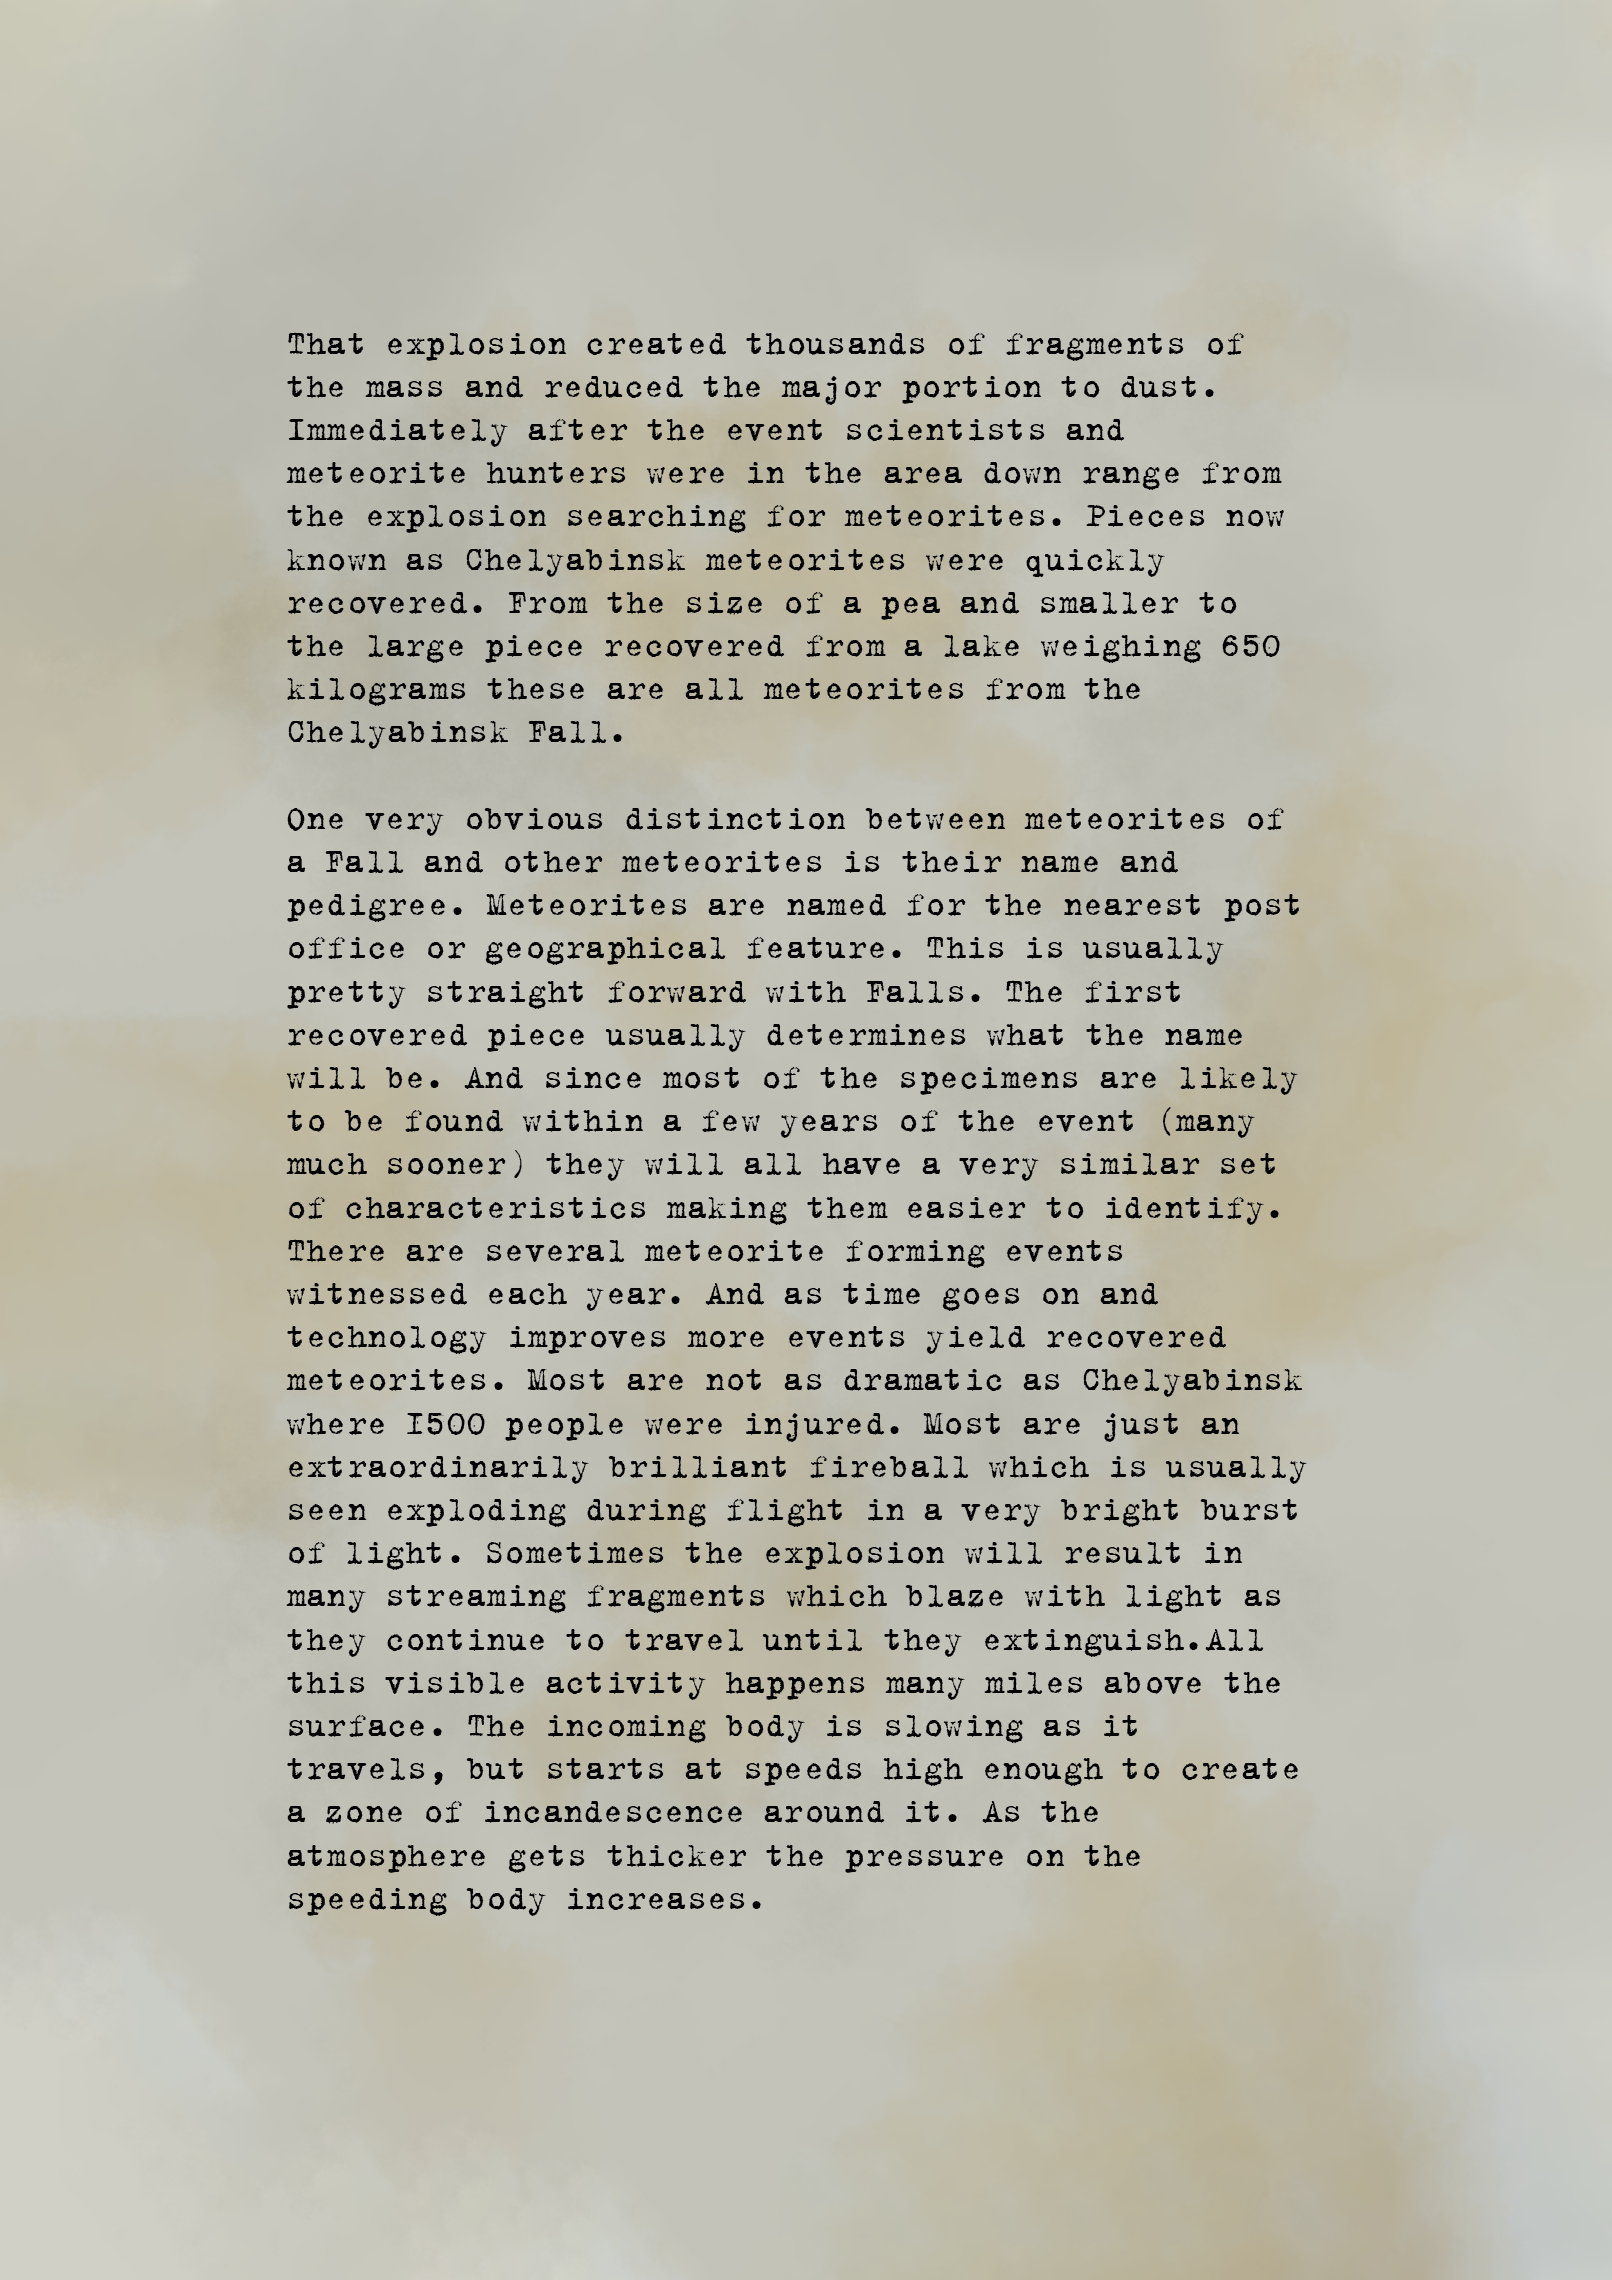 That explosion created thousands of fragments of
the mass and reduced the major portion to dust.
Immediately after the event scientists and
meteorite hunters were in the area down range from
the explosion searching for meteorites. Pieces now
known as Chelyabinsk meteorites were quickly
recovered. From the size of a pea and smaller to
the large piece recovered from a lake weighing 650
kilograms these are all meteorites from the
Chelyabinsk Fall.

One very obvious distinction between meteorites of
a Fall and other meteorites is their name and
pedigree. Meteorites are named for the nearest post
office or geographical feature. This is usually
pretty straight forward with Falls. The first
recovered piece usually determines what the name
will be. And since most of the specimens are likely
to be found within a few years of the event (many
much sooner) they will all have a very similar set
of characteristics making them easier to identify.
There are several meteorite forming events
witnessed each year. And as time goes on and
technology improves more events yield recovered
meteorites. Most are not as dramatic as Chelyabinsk
where 1500 people were injured. Most are just an
extraordinarily brilliant fireball which is usually
seen exploding during flight in a very bright burst
of light. Sometimes the explosion will result in
many streaming fragments which blaze with light as
they continue to travel until they extinguish.All
this visible activity happens many miles above the
surface. The incoming body is slowing as it
travels, but starts at speeds high enough to create
a zone of incandescence around it. As the
atmosphere gets thicker the pressure on the
speeding body increases.